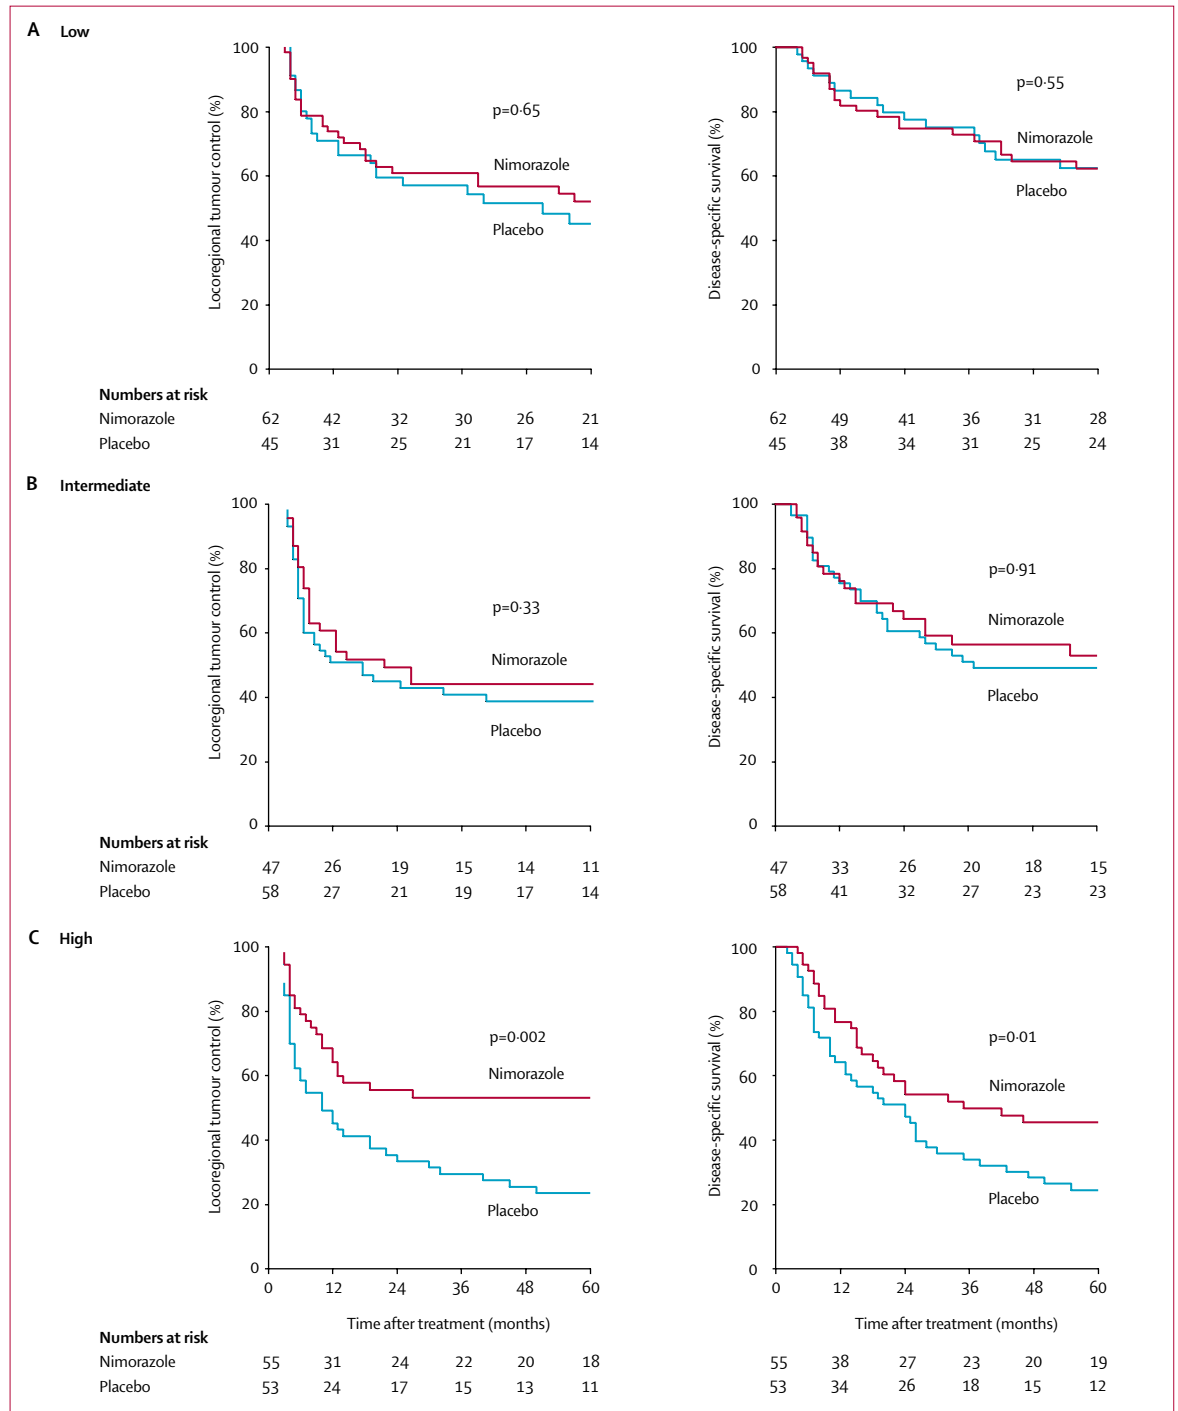 A Low
100
80
60
40
20
0
Locoregional tumour control (%)
p=0·65
Nimorazole
Placebo
100
80
60
40
20
0
Disease-specific survival (%)
p=0·55
Nimorazole
Placebo
Numbers at risk
Nimorazole 62 42 32 30 26 21 62 49 41 36 31 28
Placebo 45 31 25 21 17 14 45 38 34 31 25 24
B Intermediate
100
80
60
40
20
0
Locoregional tumour control (%)
p=0·33
Nimorazole
Placebo
100
80
60
40
20
0
Disease-specific survival (%)
p=0·91
Nimorazole
Placebo
Numbers at risk
Nimorazole 47 26 19 15 14 11 47 33 26 20 18 15
Placebo 58 27 21 19 17 14 58 41 32 27 23 23
C High
100
80
60
40
20
0
Locoregional tumour control (%)
p=0·002
Nimorazole
Placebo
0 12 24 36 48 60
Time after treatment (months)
100
80
60
40
20
0
Disease-specific survival (%)
p=0·01
Nimorazole
Placebo
0 12 24 36 48 60
Time after treatment (months)
Numbers at risk
Nimorazole 55 31 24 22 20 18 55 38 27 23 20 19
Placebo 53 24 17 15 13 11 53 34 26 18 15 12